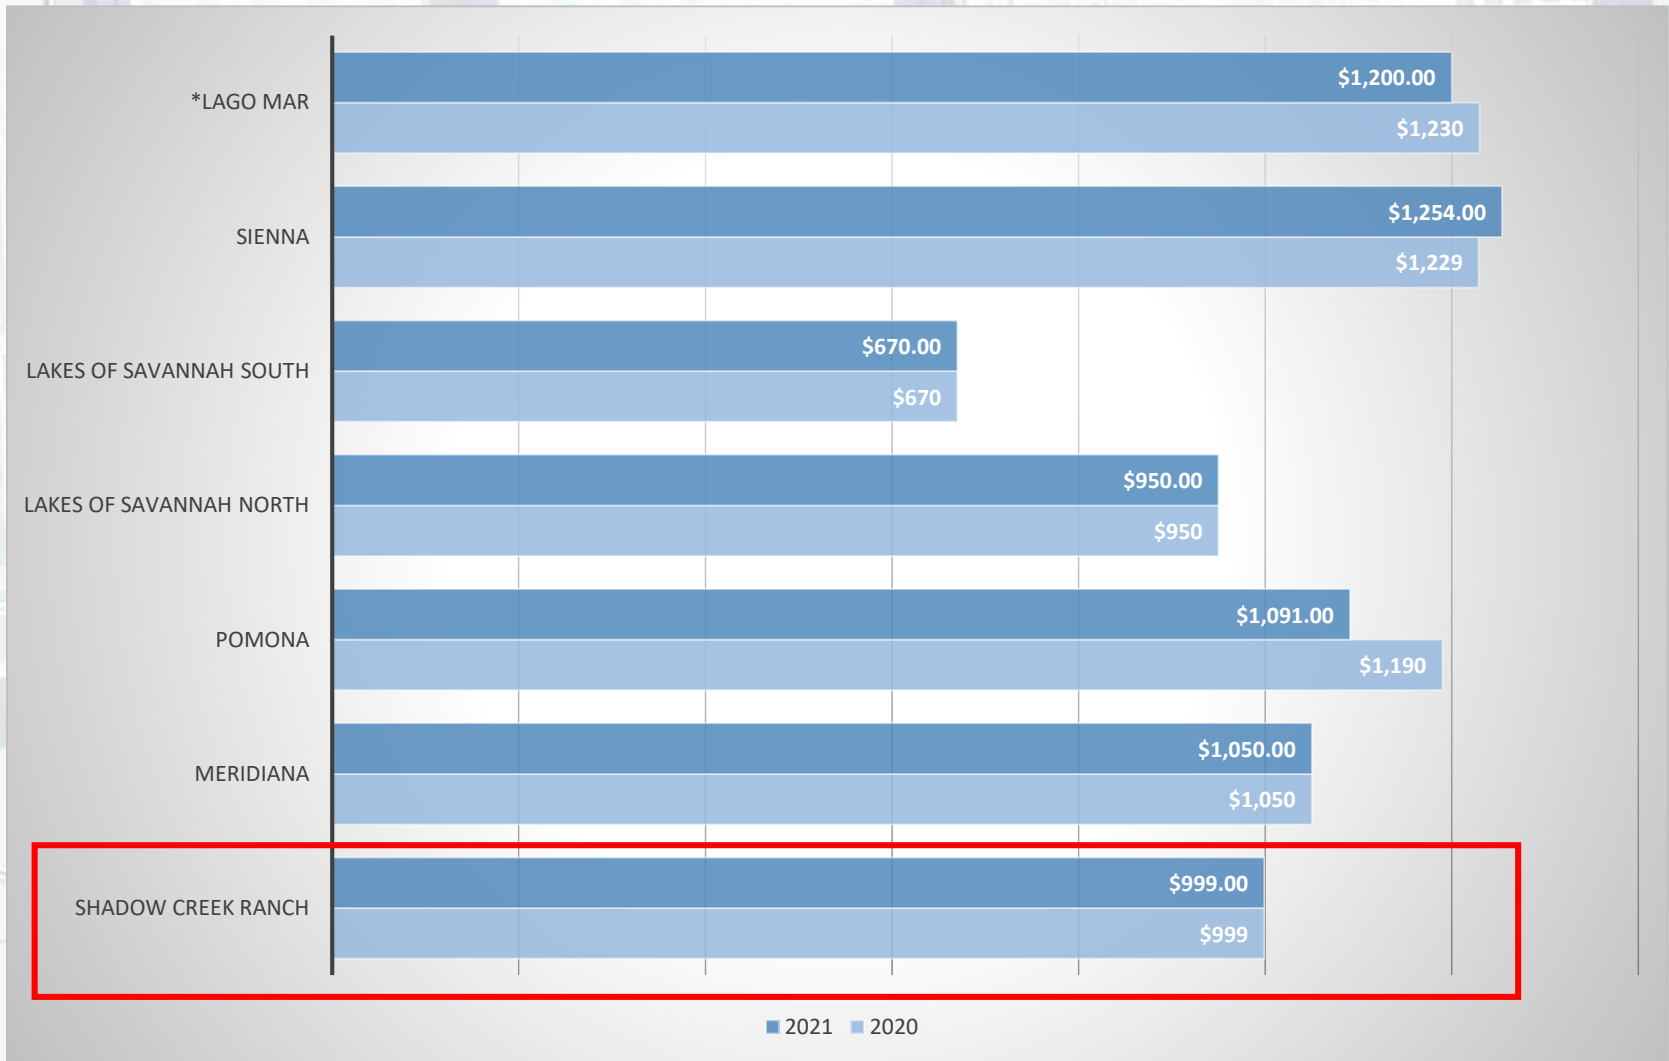 *LAGO MAR
$1,200.00
$1,230
SIENNA
$1,254.00
$1,229
LAKES OF SAVANNAH SOUTH
$670.00
$670
LAKES OF SAVANNAH NORTH
$950.00
$950
POMONA
$1,091.00
$1,190
MERIDIANA
$1,050.00
$1,050
SHADOW CREEK RANCH
$999.00
$999
2021 2020